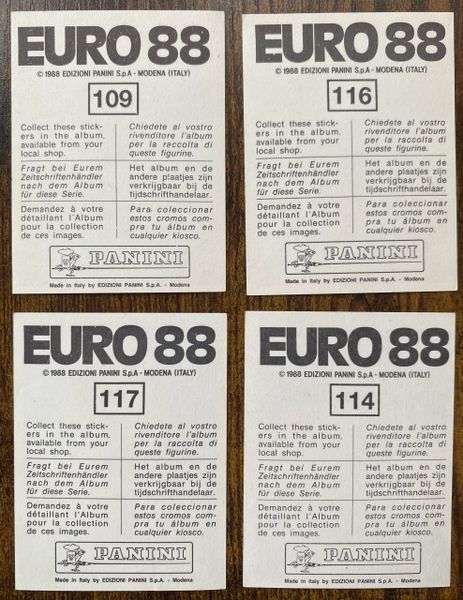 EURO 88
© 1988 EDIZIONI PANINI S.p.A - MODENA (ITALY)
109
Collect these stick-
ers in the album,
available from your
local shop.
Chiedete al vostro
rivenditore l'album
per la raccolta di
queste figurine.
Fragt bei Eurem
Zeitschriftenhändler
nach dem Album
für diese Serie.
Het album en de
andere plaatjes zijn
verkrijgbaar bij de
tijdschrifthandelaar.
Demandez à votre
détaillant l'Album
pour la collection
de ces images.
Para coleccionar
estos cromos com-
pra tu álbum en
cualquier kiosco.
PANINI
Made in Italy by EDIZIONI PANINI S.p.A. - Modena
EURO 88
© 1988 EDIZIONI PANINI S.p.A - MODENA (ITALY)
116
Collect these stick-
ers in the album,
available from your
local shop.
Chiedete al vostro
rivenditore l'album
per la raccolta di
queste figurine.
Fragt bei Eurem
Zeitschriftenhändler
nach dem Album
für diese Serie.
Het album en de
andere plaatjes zijn
verkrijgbaar bij de
tijdschrifthandelaar.
Demandez à votre
détaillant l'Album
pour la collection
de ces images.
Para coleccionar
estos cromos com-
pra tu álbum en
cualquier kiosco.
PANINI
Made in Italy by EDIZIONI PANINI S.p.A. - Modena
EURO 88
© 1988 EDIZIONI PANINI S.p.A - MODENA (ITALY)
117
Collect these stick-
ers in the album,
available from your
local shop.
Chiedete al vostro
rivenditore l'album
per la raccolta di
queste figurine.
Fragt bei Eurem
Zeitschriftenhändler
nach dem Album
für diese Serie.
Het album en de
andere plaatjes zijn
verkrijgbaar bij de
tijdschrifthandelaar.
Demandez à votre
détaillant l'Album
pour la collection
de ces images.
Para coleccionar
estos cromos com-
pra tu álbum en
cualquier kiosco.
PANINI
Made in Italy by EDIZIONI PANINI S.p.A. - Modena
EURO 88
© 1988 EDIZIONI PANINI S.p.A - MODENA (ITALY)
114
Collect these stick-
ers in the album,
available from your
local shop.
Chiedete al vostro
rivenditore l'album
per la raccolta di
queste figurine.
Fragt bei Eurem
Zeitschriftenhändler
nach dem Album
für diese Serie.
Het album en de
andere plaatjes zijn
verkrijgbaar bij de
tijdschrifthandelaar.
Demandez à votre
détaillant l'Album
pour la collection
de ces images.
Para coleccionar
estos cromos com-
pra tu álbum en
cualquier kiosco.
PANINI
Made in Italy by EDIZIONI PANINI S.p.A. - Modena